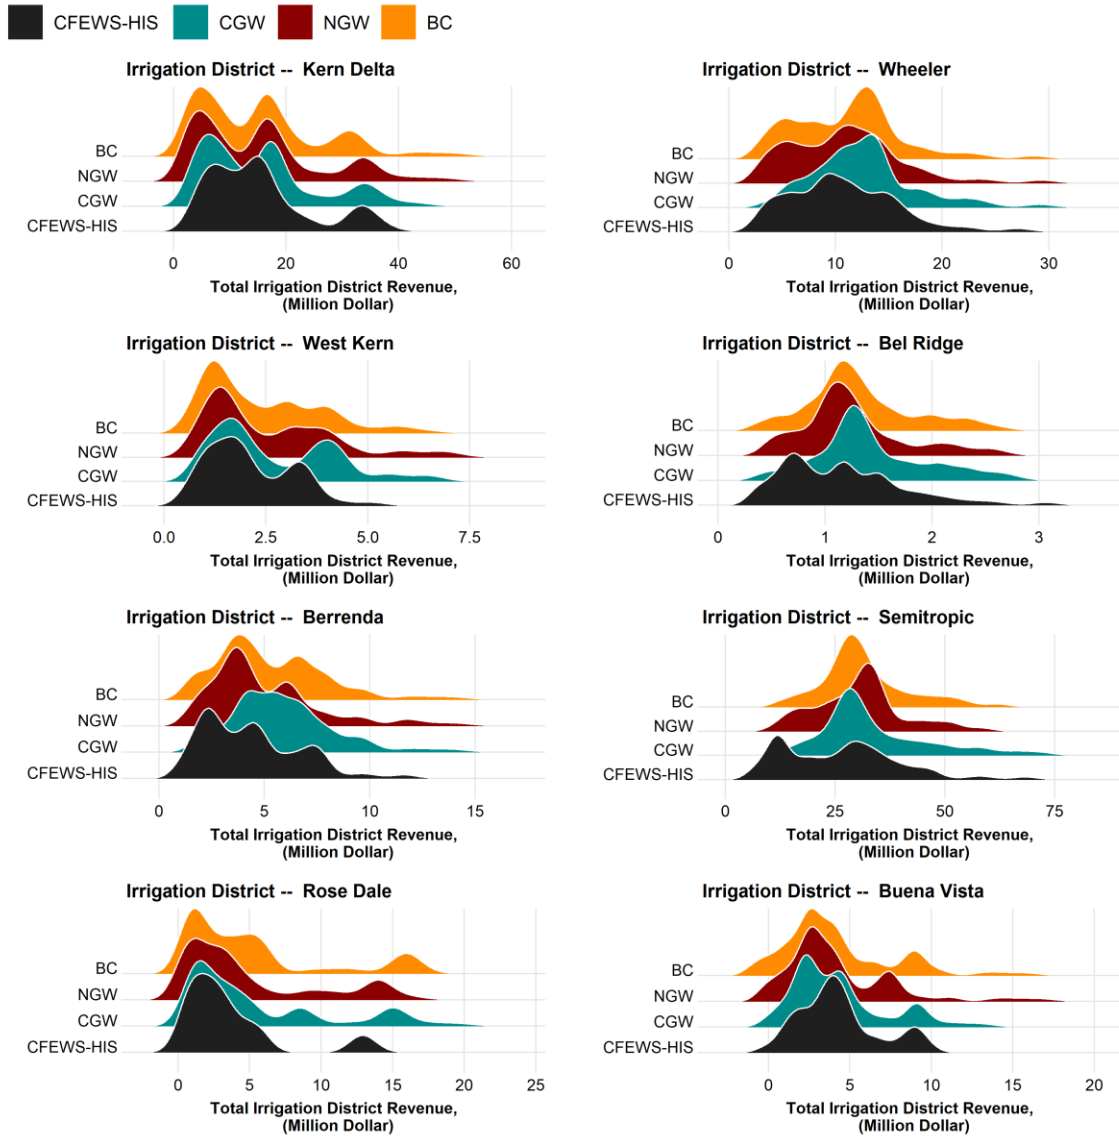 CFEWS-HIS CGW NGW BC
Irrigation District -- Kern Delta
BC
NGW
CGW
CFEWS-HIS
0 20 40 60
Total Irrigation District Revenue,
(Million Dollar)
Irrigation District -- Wheeler
BC
NGW
CGW
CFEWS-HIS
0 10 20 30
Total Irrigation District Revenue,
(Million Dollar)
Irrigation District -- West Kern
BC
NGW
CGW
CFEWS-HIS
0.0 2.5 5.0 7.5
Total Irrigation District Revenue,
(Million Dollar)
Irrigation District -- Bel Ridge
BC
NGW
CGW
CFEWS-HIS
0 1 2 3
Total Irrigation District Revenue,
(Million Dollar)
Irrigation District -- Berrenda
BC
NGW
CGW
CFEWS-HIS
0 5 10 15
Total Irrigation District Revenue,
(Million Dollar)
Irrigation District -- Semitropic
BC
NGW
CGW
CFEWS-HIS
0 25 50 75
Total Irrigation District Revenue,
(Million Dollar)
Irrigation District -- Rose Dale
BC
NGW
CGW
CFEWS-HIS
0 5 10 15 20 25
Total Irrigation District Revenue,
(Million Dollar)
Irrigation District -- Buena Vista
BC
NGW
CGW
CFEWS-HIS
0 5 10 15 20
Total Irrigation District Revenue,
(Million Dollar)